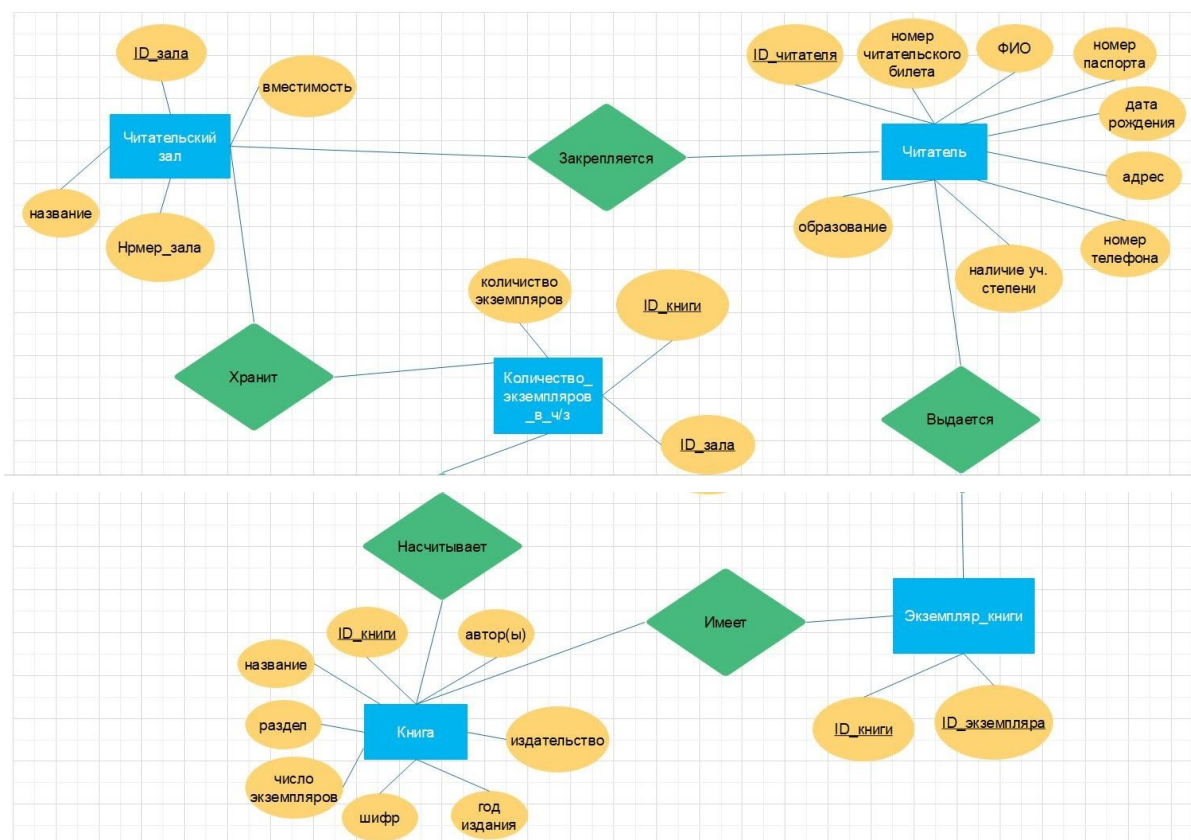 ID_зала
вместимость
Читательский
зал
название
Нрмер_зала
Закрепляется
ID_читателя
номер
читательского
билета
ФИО
номер
паспорта
дата
рождения
Читатель
адрес
образование
номер
телефона
наличие уч.
степени
количиство
экземпляров
ID_книги
Хранит
Количество_
экземпляров
_в_ч/з
ID_зала
Выдается
Насчитывает
Имеет
Экземпляр_книги
ID_книги
автор(ы)
название
раздел
Книга
издательство
число
экземпляров
шифр
год
издания
ID_книги
ID_экземпляра